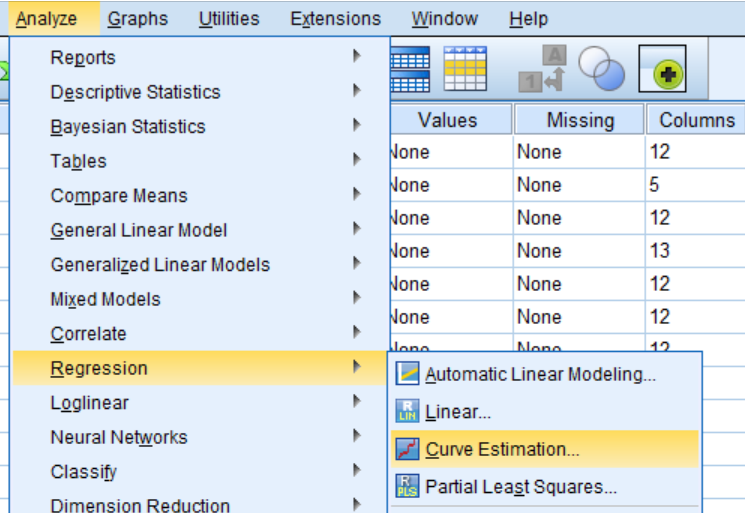 Analyze Graphs Utilities Extensions Window Help
Reports
Descriptive Statistics
Bayesian Statistics
Tables
Compare Means
General Linear Model
Generalized Linear Models
Mixed Models
Correlate
Regression
Loglinear
Neural Networks
Classify
Dimension Reduction
A
1
Values Missing Columns
None None 12
None None 5
None None 12
None None 13
None None 12
None None 12
None None 12
Automatic Linear Modeling...
R LIN Linear...
Curve Estimation...
R PLS Partial Least Squares...